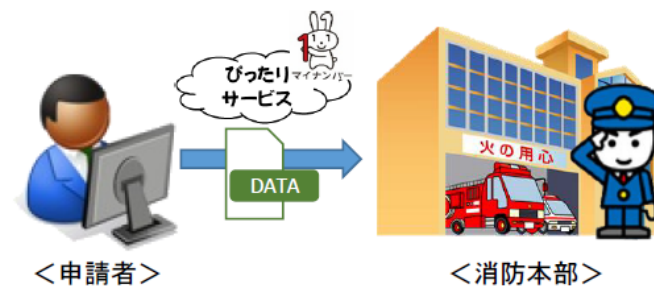 ぴったり
サービス
マイナンバー
DATA
火の用心
＜申請者＞
＜消防本部＞